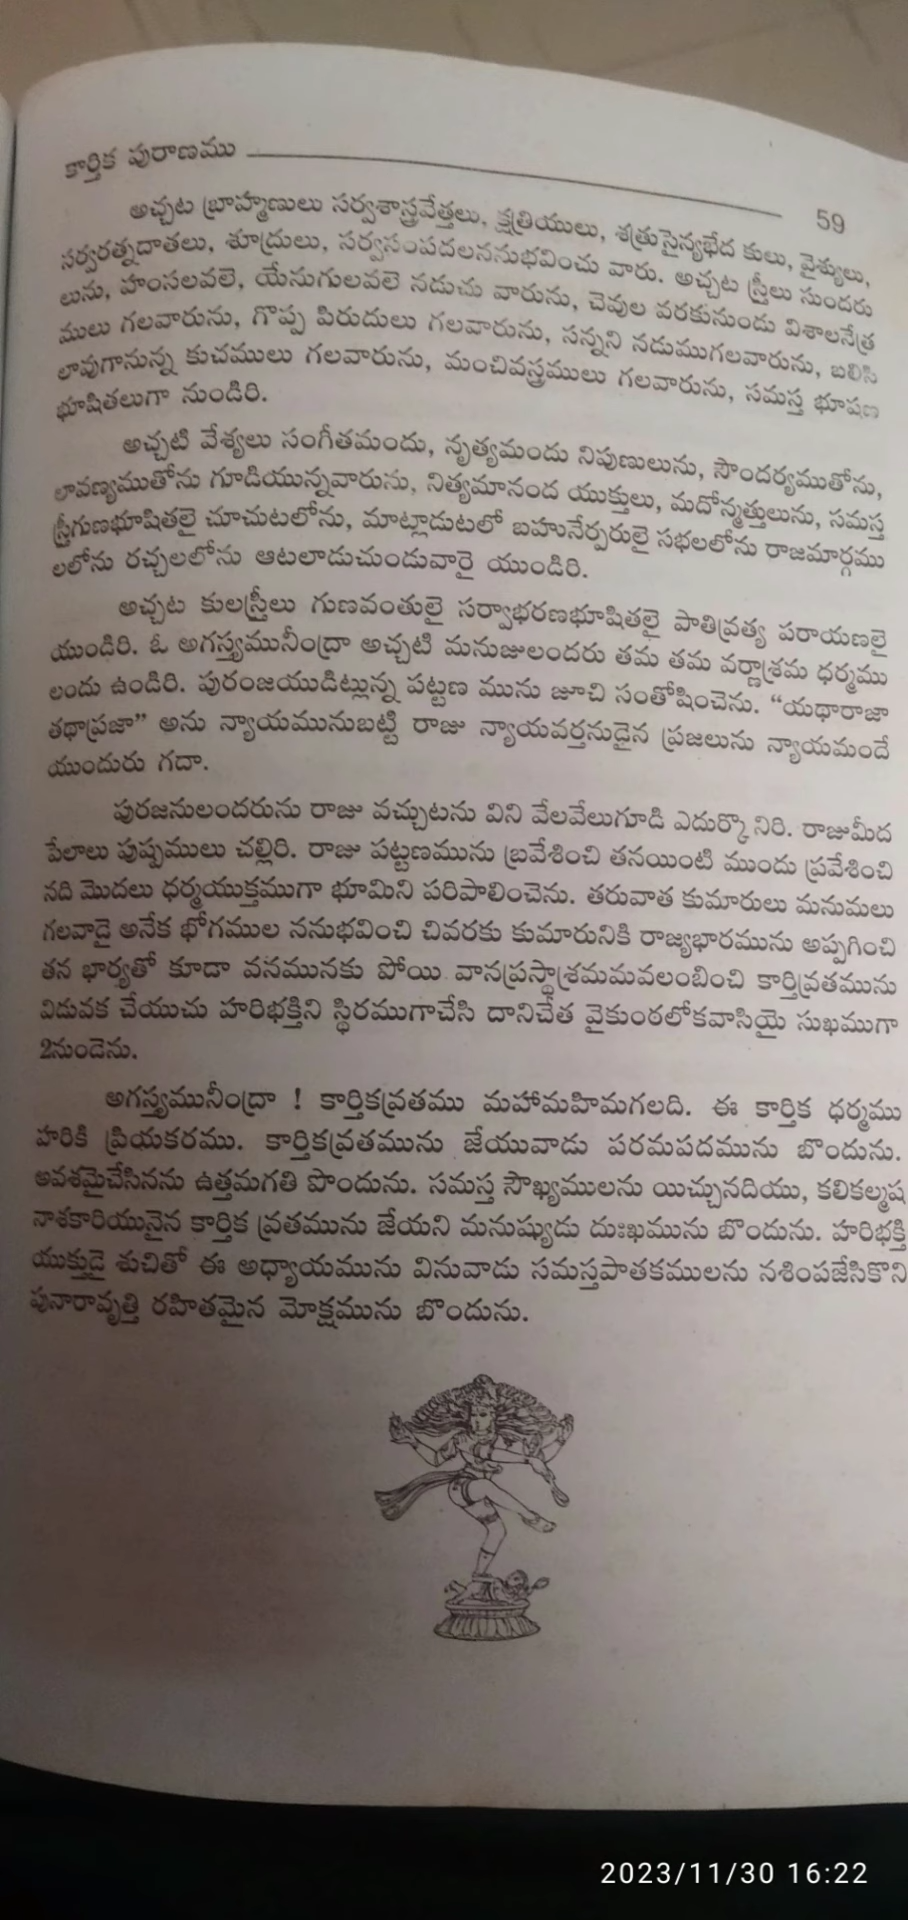 కార్తిక పురాణము
59
అచ్చట బ్రాహ్మణులు సర్వశాస్త్రవేత్తలు, క్షత్రియులు, శత్రుసైన్యభేద కులు, వైశ్యులు,
సర్వరత్నదాతలు, శూద్రులు, సర్వసంపదలననుభవించు వారు. అచ్చట స్త్రీలు సుందరు
లును, హంసలవలె, యేనుగులవలె నడుచు వారును, చెవుల వరకునుండు విశాలనేత్ర
ములు గలవారును, గొప్ప పిరుదులు గలవారును, సన్నని నడుముగలవారును, బలిసి
లావుగానున్న కుచములు గలవారును, మంచివస్త్రములు గలవారును, సమస్త భూషణ
భూషితలుగా నుండిరి.
అచ్చటి వేశ్యలు సంగీతమందు, నృత్యమందు నిపుణులును, సౌందర్యముతోను,
లావణ్యముతోను గూడియున్నవారును, నిత్యమానంద యుక్తులు, మదోన్మత్తులును, సమస్త
స్త్రీగుణభూషితలై చూచుటలోను, మాట్లాడుటలో బహునేర్పరులై సభలలోను రాజమార్గము
లలోను రచ్చలలోను ఆటలాడుచుండువారై యుండిరి.
అచ్చట కులస్త్రీలు గుణవంతులై సర్వాభరణభూషితలై పాతివ్రత్య పరాయణలై
యుండిరి. ఓ అగస్త్యమునీంద్రా అచ్చటి మనుజులందరు తమ తమ వర్ణాశ్రమ ధర్మము
లందు ఉండిరి. పురంజయుడిట్లున్న పట్టణ మును జూచి సంతోషించెను. “యథారాజా
తథాప్రజా” అను న్యాయమునుబట్టి రాజు న్యాయవర్తనుడైన ప్రజలును న్యాయమందే
యుందురు గదా.
పురజనులందరును రాజు వచ్చుటను విని వేలవేలుగూడి ఎదుర్కొనిరి. రాజుమీద
పేలాలు పుష్పములు చల్లిరి. రాజు పట్టణమును బ్రవేశించి తనయింటి ముందు ప్రవేశించి
నది మొదలు ధర్మయుక్తముగా భూమిని పరిపాలించెను. తరువాత కుమారులు మనుమలు
గలవాడై అనేక భోగముల ననుభవించి చివరకు కుమారునికి రాజ్యభారమును అప్పగించి
తన భార్యతో కూడా వనమునకు పోయి వానప్రస్థాశ్రమమవలంబించి కార్తివ్రతమును
విడువక చేయుచు హరిభక్తిని స్థిరముగాచేసి దానిచేత వైకుంఠలోకవాసియై సుఖముగా
2నుండెను.
అగస్త్యమునీంద్రా ! కార్తికవ్రతము మహామహిమగలది. ఈ కార్తిక ధర్మము
హరికి ప్రియకరము. కార్తికవ్రతమును జేయువాడు పరమపదమును బొందును.
అవశమైచేసినను ఉత్తమగతి పొందును. సమస్త సౌఖ్యములను యిచ్చునదియు, కలికల్మష
నాశకారియునైన కార్తిక వ్రతమును జేయని మనుష్యుడు దుఃఖమును బొందును. హరిభక్తి
యుక్తుడై శుచితో ఈ అధ్యాయమును వినువాడు సమస్తపాతకములను నశింపజేసికొని
పునారావృత్తి రహితమైన మోక్షమును బొందును.
2023/11/30 16:22